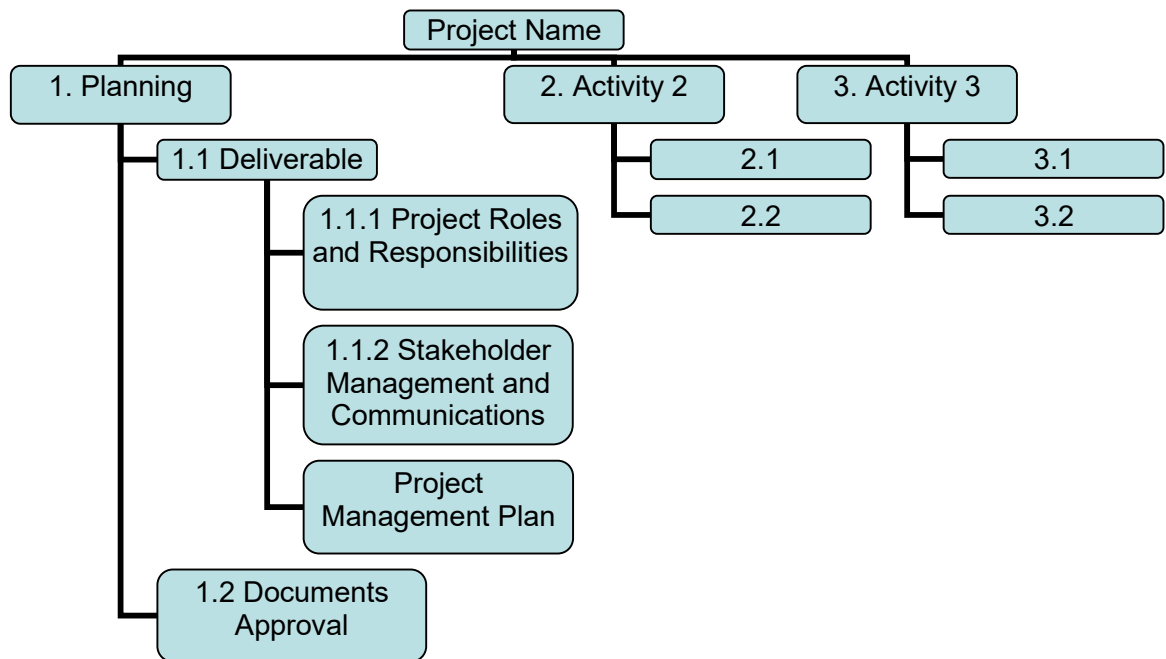 Project Name
1. Planning
2. Activity 2
3. Activity 3
1.1 Deliverable
2.1
3.1
1.1.1 Project Roles
and Responsibilities
2.2
3.2
1.1.2 Stakeholder
Management and
Communications
Project
Management Plan
1.2 Documents
Approval